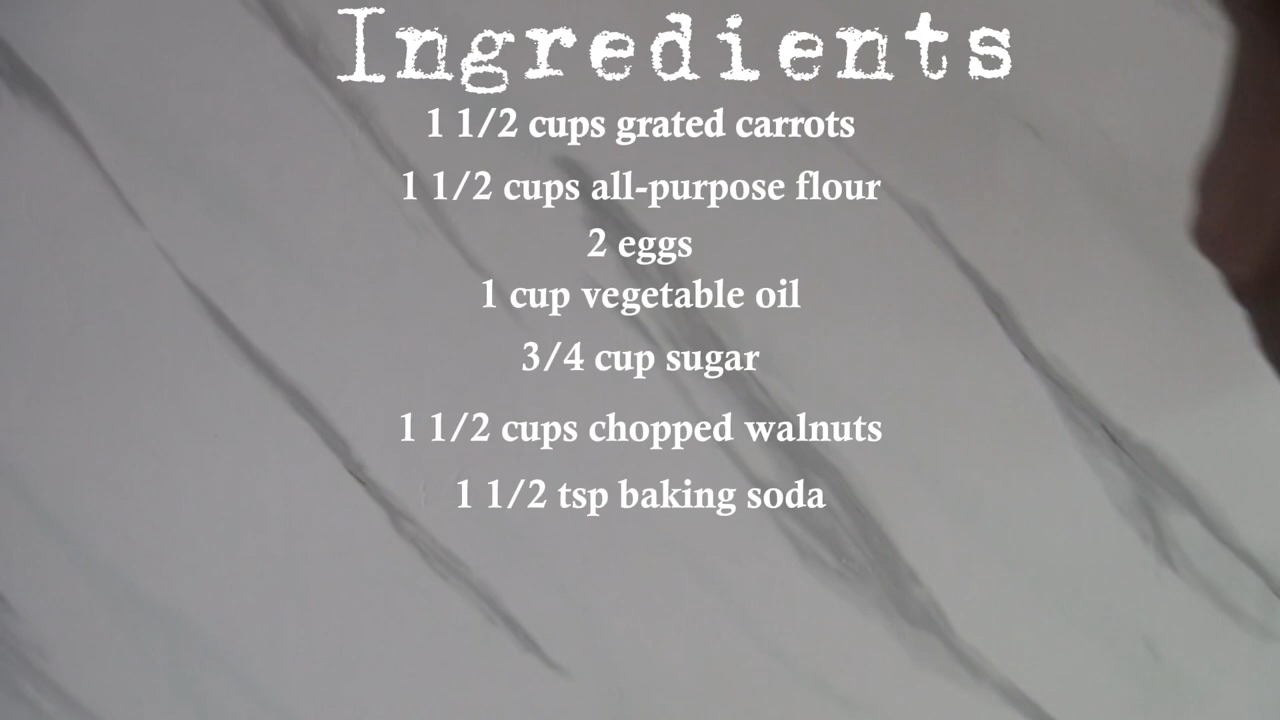 Ingredients
1 1/2 cups grated carrots
1 1/2 cups all-purpose flour
2 eggs
1 cup vegetable oil
3/4 cup sugar
1 1/2 cups chopped walnuts
1 1/2 tsp baking soda